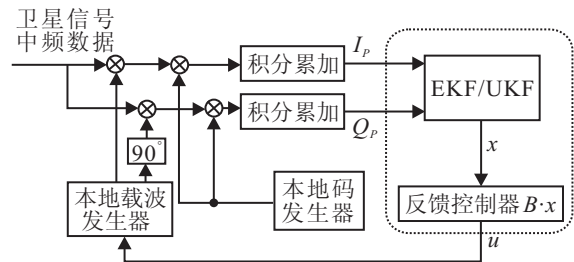 卫星信号
中频数据
积分累加
I_P
EKF/UKF
积分累加
Q_P
90°
x
本地载波
发生器
本地码
发生器
反馈控制器 B·x
u